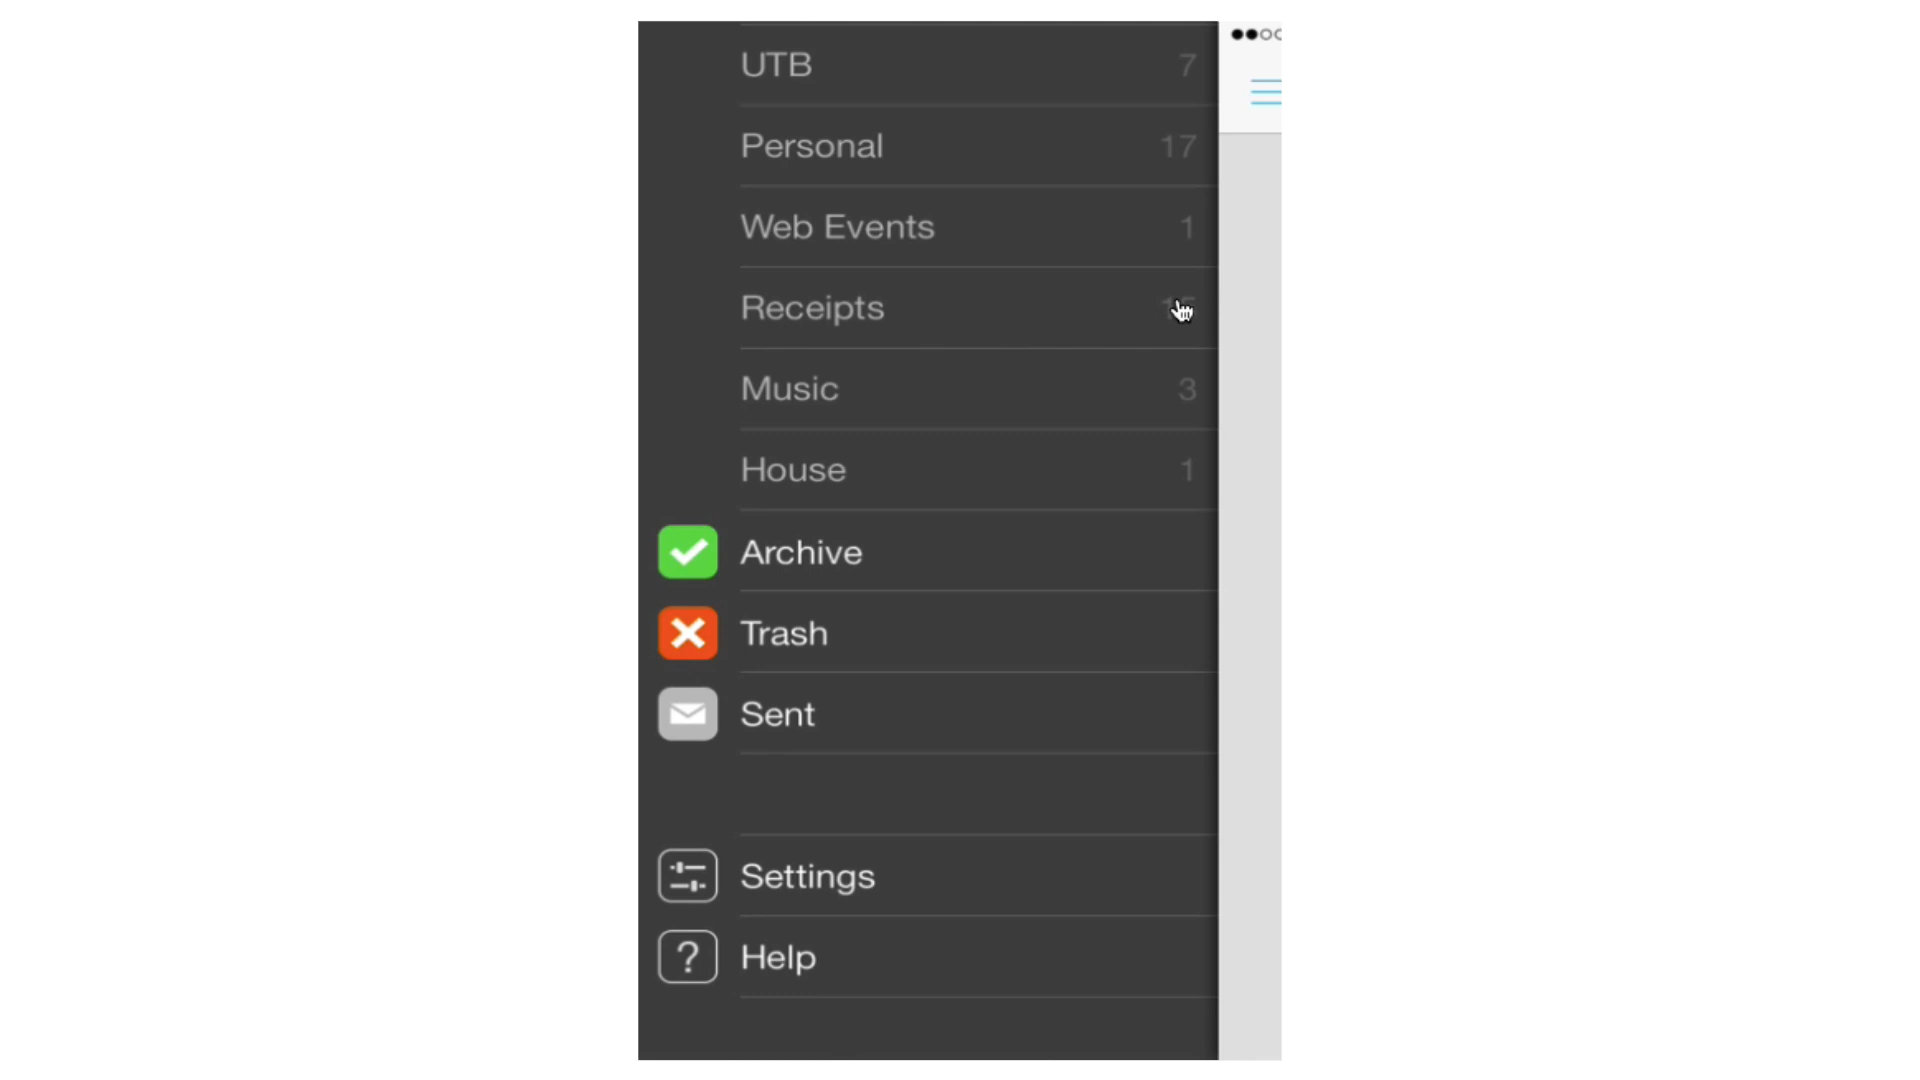 UTB 7
Personal 17
Web Events 1
Receipts
Music 3
House 1
Archive
Trash
Sent
Settings
? Help